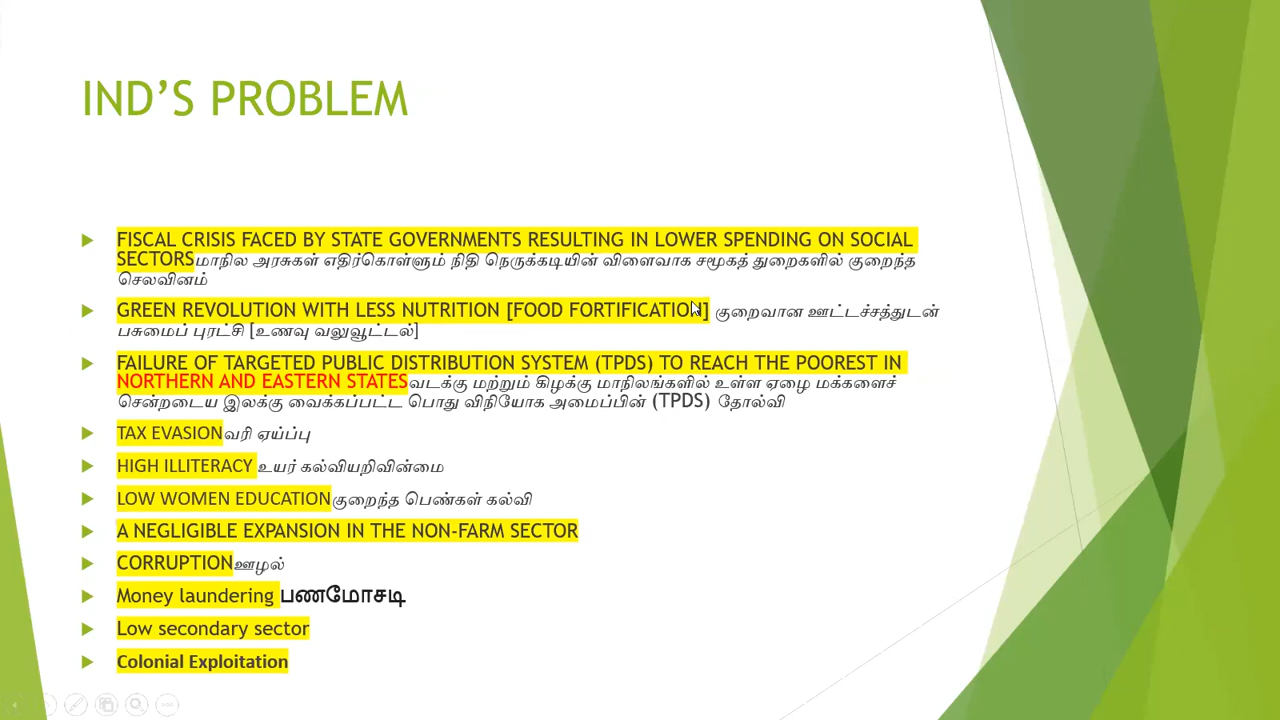 IND’S PROBLEM
FISCAL CRISIS FACED BY STATE GOVERNMENTS RESULTING IN LOWER SPENDING ON SOCIAL
SECTORSமாநில அரசுகள் எதிர்கொள்ளும் நிதி நெருக்கடியின் விளைவாக சமூகத் துறைகளில் குறைந்த
செலவினம்
GREEN REVOLUTION WITH LESS NUTRITION [FOOD FORTIFICATION] குறைவான ஊட்டச்சத்துடன்
பசுமைப் புரட்சி [உணவு வலுவூட்டல்]
FAILURE OF TARGETED PUBLIC DISTRIBUTION SYSTEM (TPDS) TO REACH THE POOREST IN
NORTHERN AND EASTERN STATESவடக்கு மற்றும் கிழக்கு மாநிலங்களில் உள்ள ஏழை மக்களைச்
சென்றடைய இலக்கு வைக்கப்பட்ட பொது விநியோக அமைப்பின் (TPDS) தோல்வி
TAX EVASIONவரி ஏய்ப்பு
HIGH ILLITERACY உயர் கல்வியறிவின்மை
LOW WOMEN EDUCATIONகுறைந்த பெண்கள் கல்வி
A NEGLIGIBLE EXPANSION IN THE NON-FARM SECTOR
CORRUPTIONஊழல்
Money laundering பணமோசடி
Low secondary sector
Colonial Exploitation